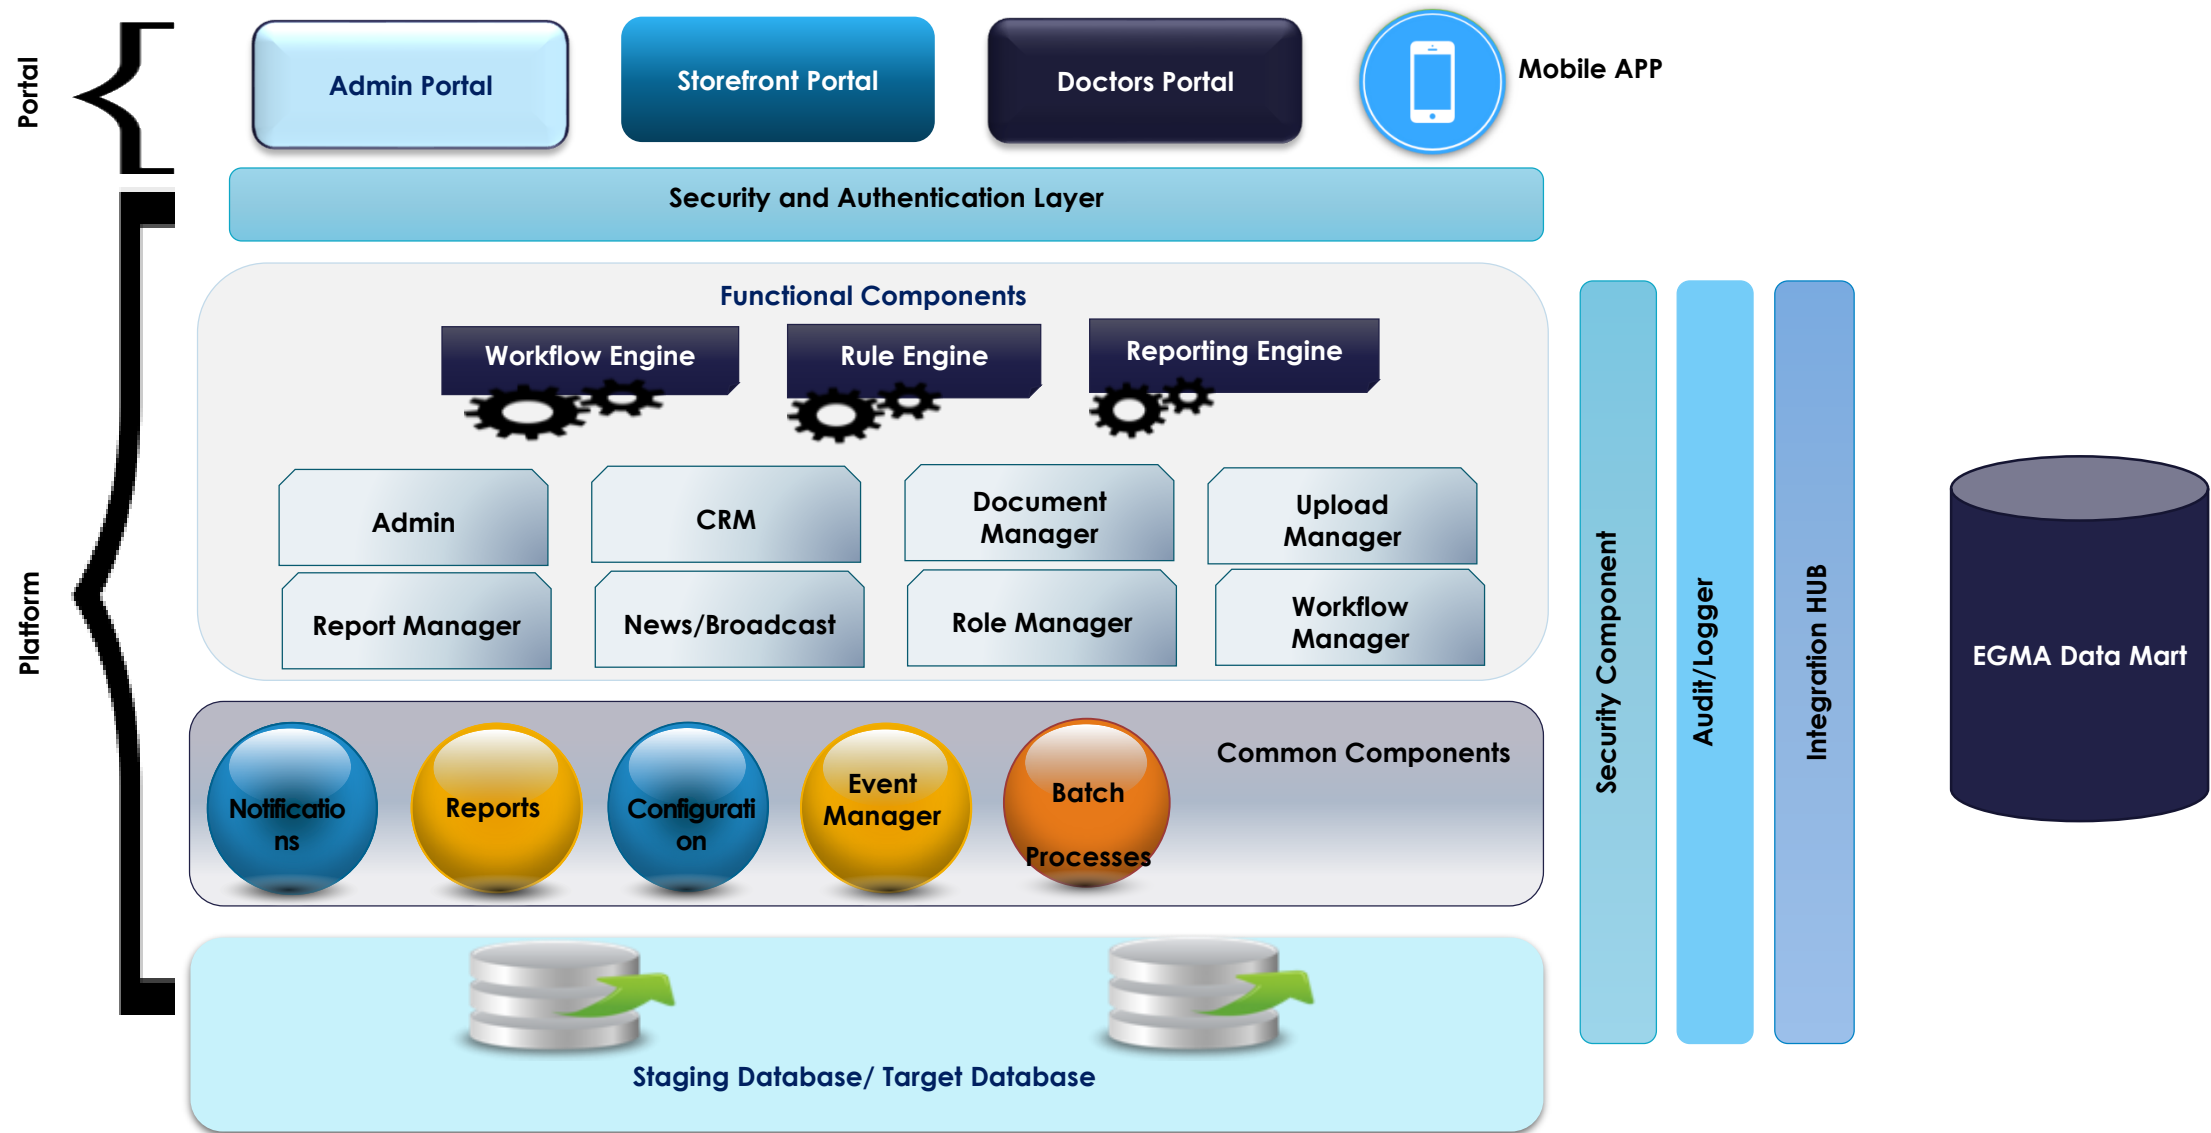 Portal
Admin Portal
Storefront Portal
Doctors Portal
Mobile APP
Security and Authentication Layer
Platform
Functional Components
Workflow Engine
Rule Engine
Reporting Engine
Admin
CRM
Document
Manager
Upload
Manager
Report Manager
News/Broadcast
Role Manager
Workflow
Manager
Notificatio
ns
Reports
Configurati
on
Event
Manager
Batch
Processes
Common Components
Staging Database/ Target Database
Security Component
Audit/Logger
Integration HUB
EGMA Data Mart